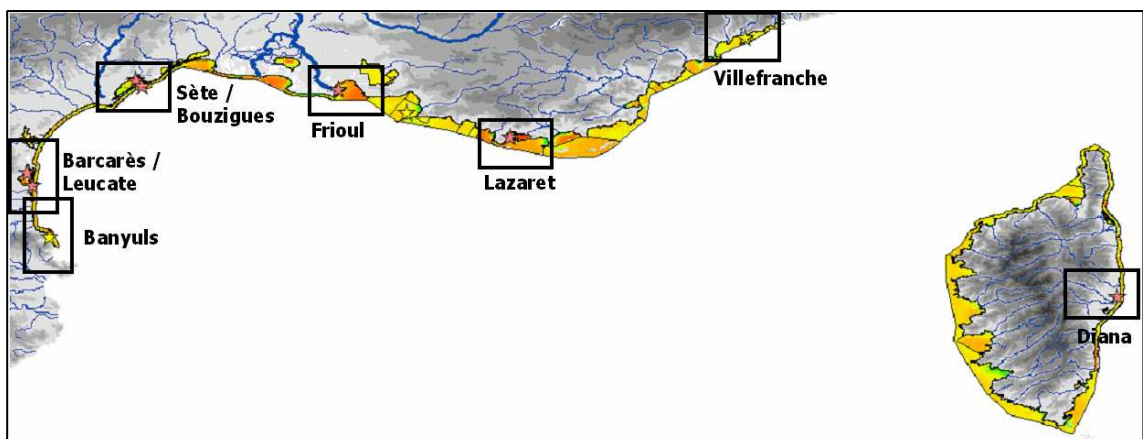 Villefranche
Sète /
Bouzigues
Frioul
Lazaret
Barcarès /
Leucate
Banyuls
Diana